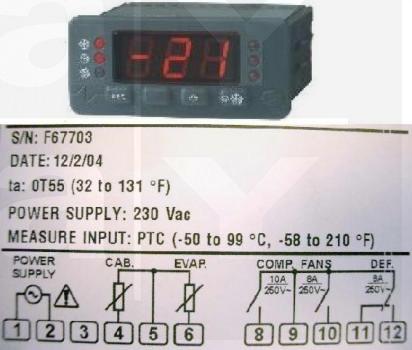 -21
S/N: F67703
DATE: 12/2/04
ta: 0T55 (32 to 131 °F)
POWER SUPPLY: 230 Vac
MEASURE INPUT: PTC (-50 to 99 °C, -58 to 210 °F)
POWER SUPPLY
CAB.
EVAP.
COMP.
FANS
DEF.
10A 250V~
8A 250V~
8A 250V~
1 2 3 4 5 6 8 9 10 11 12